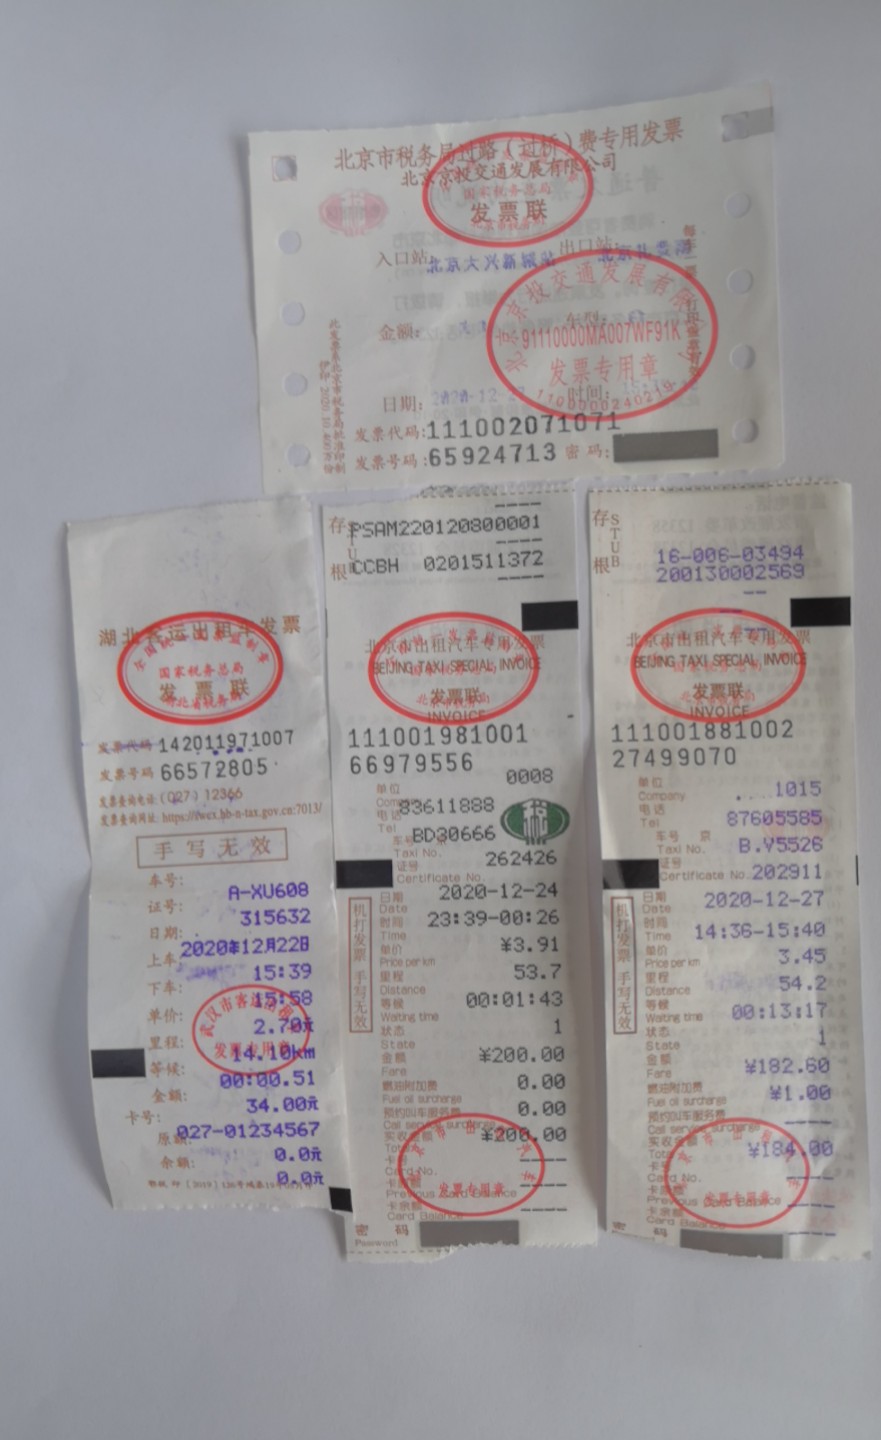 北京市税务局过路（过桥）费专用发票
北京京投交通发展有限公司
国家税务总局
发票联
入口站: 出口站:
北京大兴新城站
金额: 车型:
91110000MA007WF91K
发票专用章
1100000240219
日期: 时间:
发票代码:111002071071
发票号码:65924713 密码:
湖北客运出租车发票
国家税务总局
发票联
湖北省税务局
发票代码 142011971007
发票号码 66572805
发票查询电话:(027)12366
发票查询网址: https://fwcx.hb-n-tax.gov.cn:7013/
手写无效
车号: A-XU608
证号: 315632
日期: 2020年12月22日
上车: 15:39
下车: 15:58
单价: 2.70元
里程: 14.10km
等候: 00:00.51
金额: 34.00元
卡号: 027-01234567
原额: 0.0元
余额: 0.0元
武汉市客运出租
发票专用章
存根
STUB
PSAM220120800001
----
CCBH 0201511372
----
北京市出租汽车专用发票
BEIJING TAXI SPECIAL INVOICE
发票联
INVOICE
111001981001
66979556
单位 Company 0008
电话 Tel 83611888
车号 Taxi No. BD30666
证号 Certificate No. 262426
日期 Date 2020-12-24
时间 Time 23:39-00:26
单价 Price per km ¥3.91
里程 Distance 53.7
等候 Waiting time 00:01:43
状态 State 1
金额 Fare ¥200.00
燃油附加费 Fuel oil surcharge 0.00
预约叫车服务费 Call service surcharge 0.00
实收金额 Total ¥200.00
卡号 Card No. ----
卡原额 Previous Card Balance ----
卡余额 Card Balance ----
密码
Password
机打发票 手写无效
发票专用章
存根
STUB
16-006-03494
200130002569
--
北京市出租汽车专用发票
BEIJING TAXI SPECIAL INVOICE
发票联
INVOICE
111001881002
27499070
单位 Company ...1015
电话 Tel 87605585
车号 京 Taxi No. B.Y5526
证号 Certificate No. 202911
日期 Date 2020-12-27
时间 Time 14:36-15:40
单价 Price per km 3.45
里程 Distance 54.2
等候 Waiting time 00:13:17
状态 State 1
金额 Fare ¥182.60
燃油附加费 Fuel oil surcharge ¥1.00
预约叫车服务费 Call service surcharge ----
实收金额 Total ¥184.00
卡号 Card No. ----
卡原额 Previous Card Balance ----
卡余额 Card Balance ----
密码
机打发票 手写无效
发票专用章